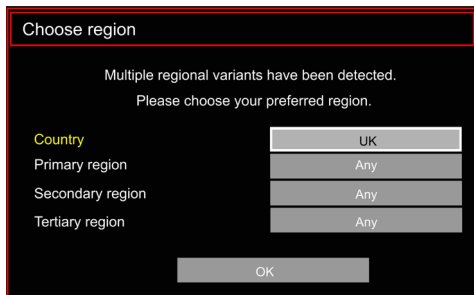 Choose region
Multiple regional variants have been detected.
Please choose your preferred region.
Country UK
Primary region Any
Secondary region Any
Tertiary region Any
OK